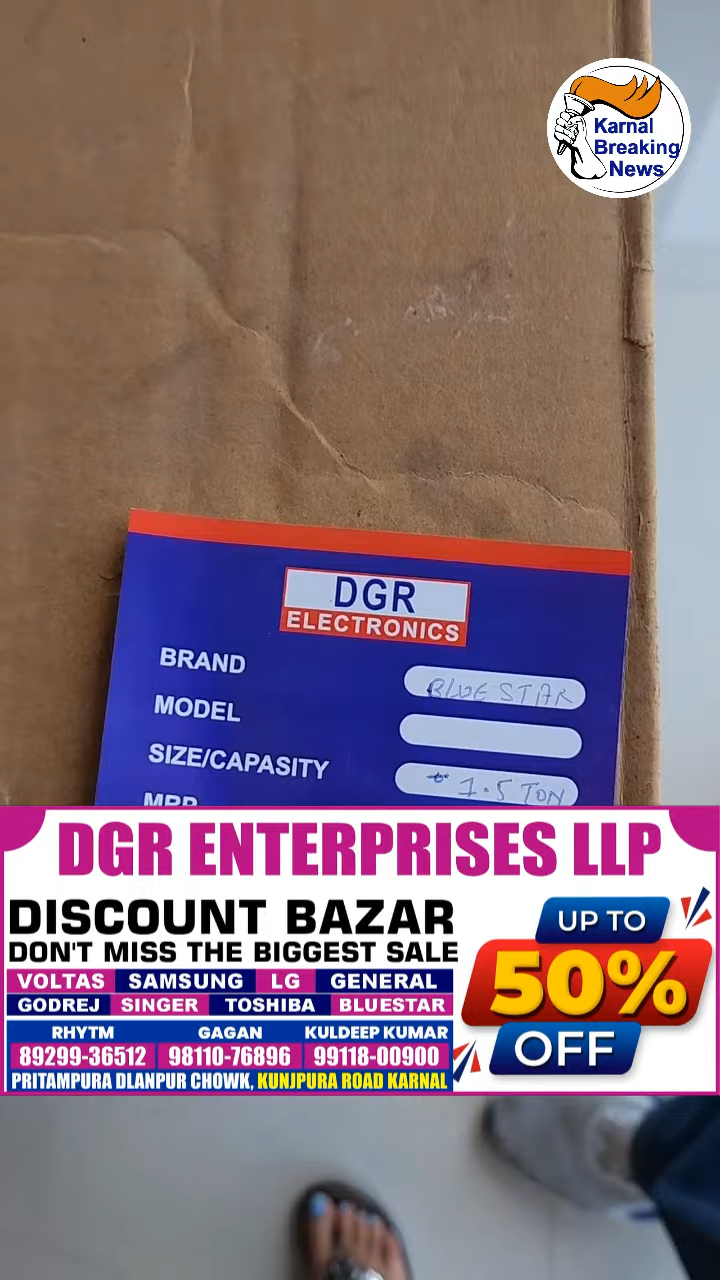 Karnal
Breaking
News
DGR
ELECTRONICS
BRAND
BLUE STAR
MODEL
SIZE/CAPASITY
1.5 TON
MRP
DGR ENTERPRISES LLP
DISCOUNT BAZAR
DON'T MISS THE BIGGEST SALE
VOLTAS SAMSUNG LG GENERAL
GODREJ SINGER TOSHIBA BLUESTAR
RHYTM GAGAN KULDEEP KUMAR
89299-36512 98110-76896 99118-00900
PRITAMPURA DLANPUR CHOWK, KUNJPURA ROAD KARNAL
UP TO
50%
OFF